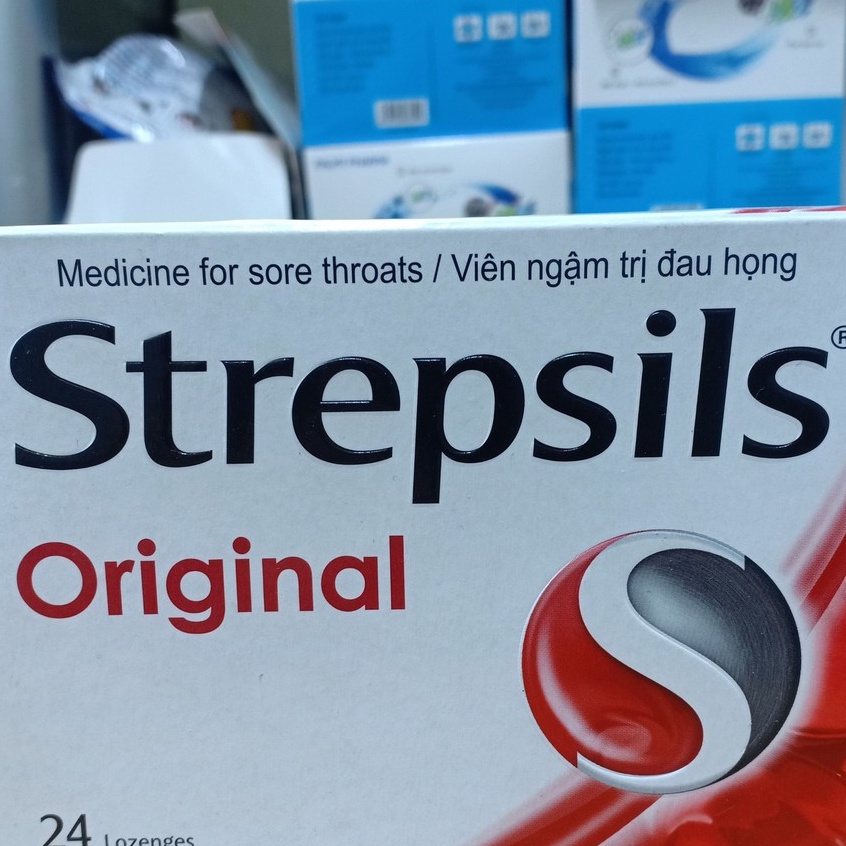 Medicine for sore throats / Viên ngậm trị đau họng
Strepsils®
Original
24 Lozenges